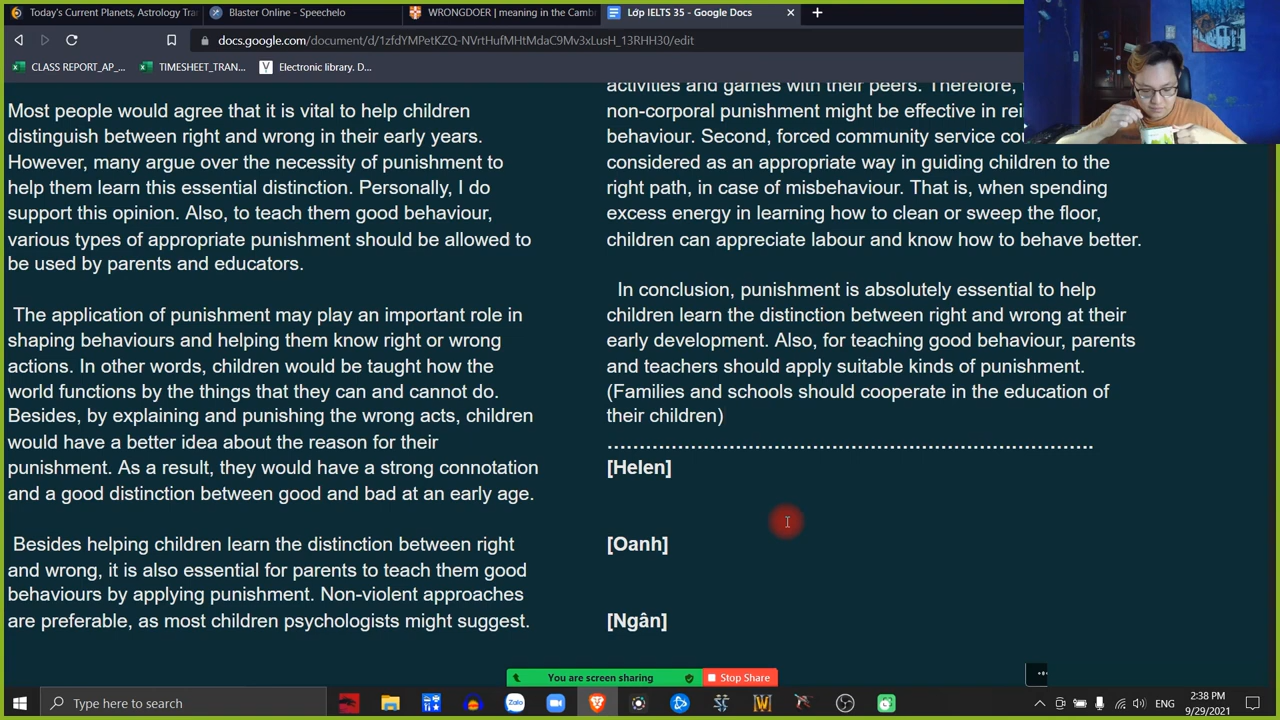 Today's Current Planets, Astrology Tra
Blaster Online - Speechelo
WRONGDOER | meaning in the Camb
Lớp IELTS 35 - Google Docs
docs.google.com/document/d/1zfdYMPetKZQ-NVrtHufMHtMdaC9Mv3xLusH_13RHH30/edit
CLASS REPORT_AP_...
TIMESHEET_TRAN...
Electronic library. D...
Most people would agree that it is vital to help children
distinguish between right and wrong in their early years.
However, many argue over the necessity of punishment to
help them learn this essential distinction. Personally, I do
support this opinion. Also, to teach them good behaviour,
various types of appropriate punishment should be allowed to
be used by parents and educators.
The application of punishment may play an important role in
shaping behaviours and helping them know right or wrong
actions. In other words, children would be taught how the
world functions by the things that they can and cannot do.
Besides, by explaining and punishing the wrong acts, children
would have a better idea about the reason for their
punishment. As a result, they would have a strong connotation
and a good distinction between good and bad at an early age.
Besides helping children learn the distinction between right
and wrong, it is also essential for parents to teach them good
behaviours by applying punishment. Non-violent approaches
are preferable, as most children psychologists might suggest.
activities and games with their peers. Therefore,
non-corporal punishment might be effective in rei
behaviour. Second, forced community service co
considered as an appropriate way in guiding children to the
right path, in case of misbehaviour. That is, when spending
excess energy in learning how to clean or sweep the floor,
children can appreciate labour and know how to behave better.
In conclusion, punishment is absolutely essential to help
children learn the distinction between right and wrong at their
early development. Also, for teaching good behaviour, parents
and teachers should apply suitable kinds of punishment.
(Families and schools should cooperate in the education of
their children)
[Helen]
[Oanh]
[Ngân]
You are screen sharing
Stop Share
Type here to search
Zalo
ENG
2:38 PM
9/29/2021